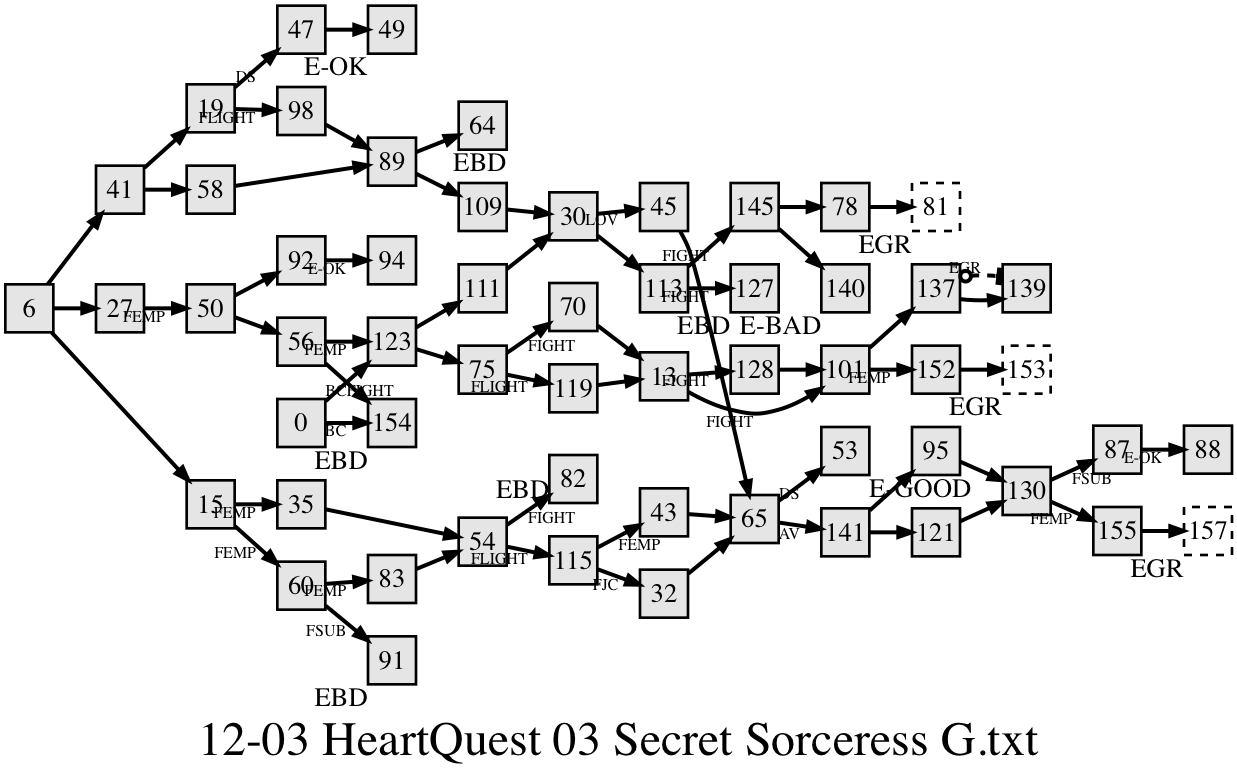 47 49
DS
E-OK
19 98
FLIGHT
64
89
EBD
41 58
109 30 45 145 78 81
LOV
EGR
92 94
E-OK
FIGHT
EGR
111 113 127 140 137 139
FIGHT
6 27 50
FEMP
70
EBD E-BAD
56 123
FEMP
FIGHT
75 119 13 128 101 152 153
FLIGHT
FIGHT
FEMP
BC
FIGHT
EGR
0 154
BC
FIGHT
EBD
53 95 87 88
E-OK
82
EBD
FSUB
E-GOOD
15 35
FEMP
43 65 130
DS
FIGHT
FEMP
54 141 121 155 157
AV
FEMP
115
FLIGHT
FEMP
EGR
60 83
FEMP
32
FJC
FSUB
91
EBD
12-03 HeartQuest 03 Secret Sorceress G.txt